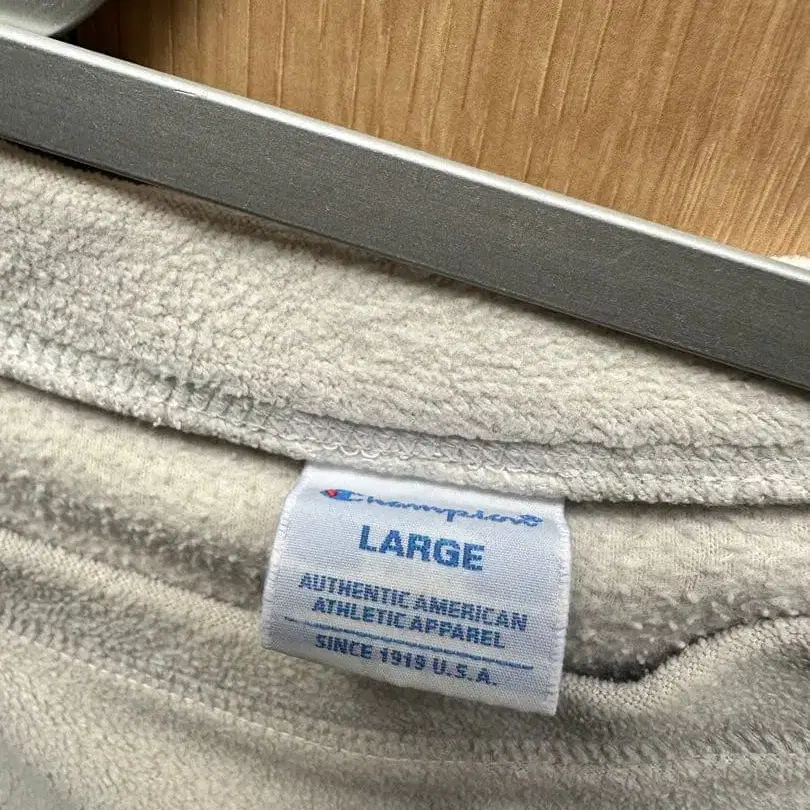 Champion
LARGE
AUTHENTIC AMERICAN
ATHLETIC APPAREL
SINCE 1919 U.S.A.